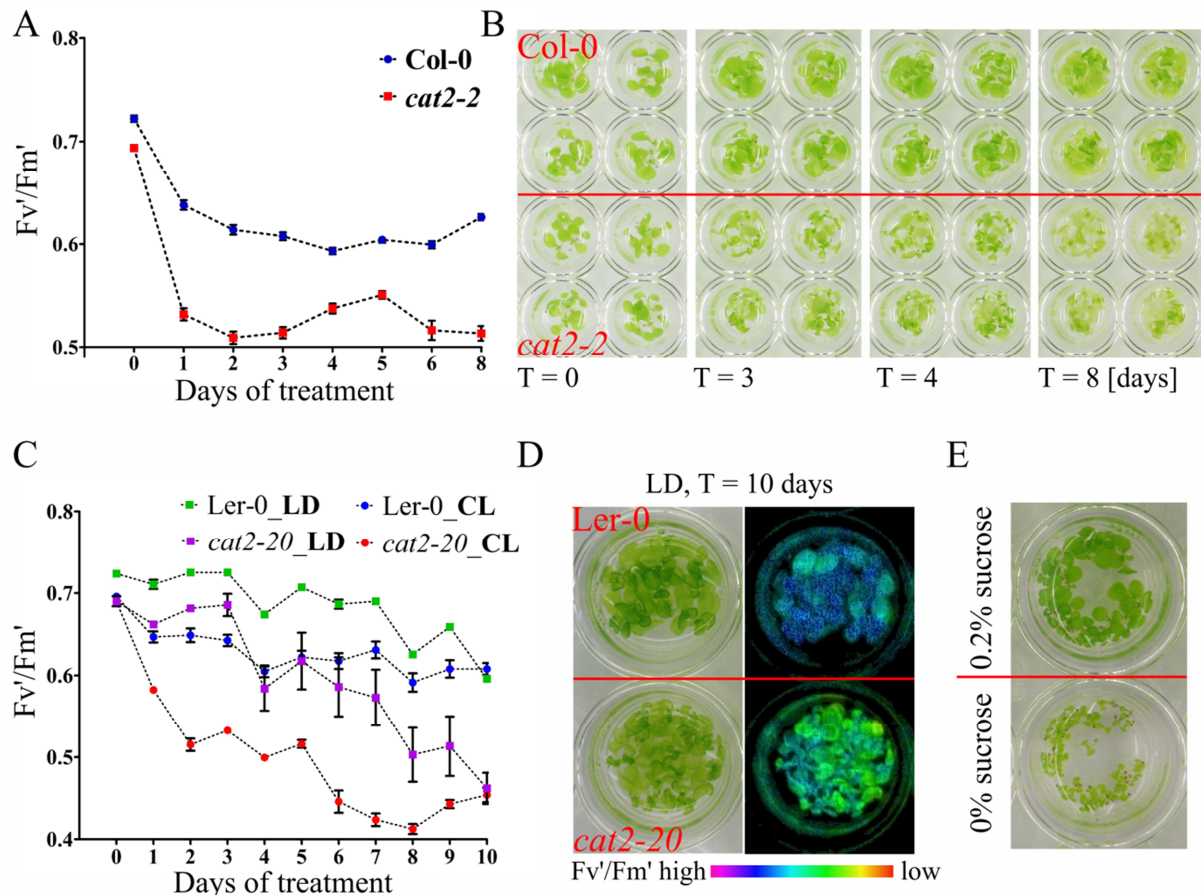 A
0.8
0.7
0.6
0.5
Fv'/Fm'
Col-0
cat2-2
0 1 2 3 4 5 6 8
Days of treatment
B
Col-0
cat2-2
T = 0
T = 3
T = 4
T = 8 [days]
C
Ler-0_LD
Ler-0_CL
cat2-20_LD
cat2-20_CL
0.8
0.7
0.6
0.5
0.4
Fv'/Fm'
0 1 2 3 4 5 6 7 8 9 10
Days of treatment
D
LD, T = 10 days
Ler-0
cat2-20
Fv'/Fm' high low
E
0.2% sucrose
0% sucrose